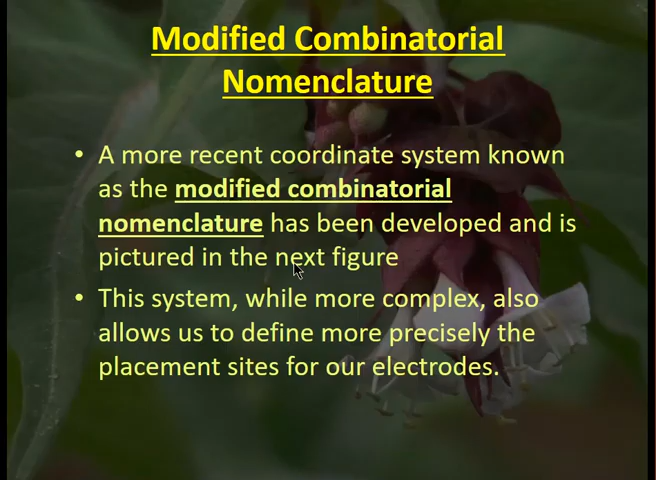 Modified Combinatorial
Nomenclature
• A more recent coordinate system known
as the modified combinatorial
nomenclature has been developed and is
pictured in the next figure
• This system, while more complex, also
allows us to define more precisely the
placement sites for our electrodes.